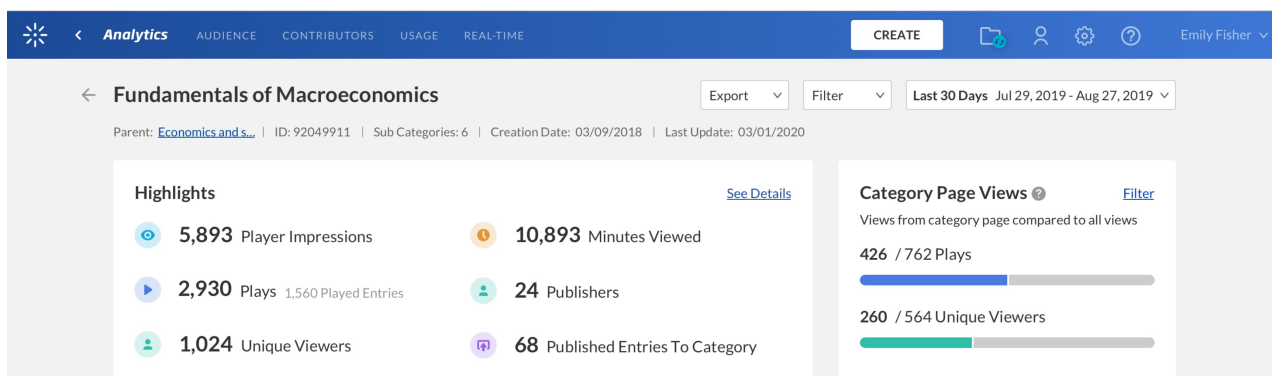 Analytics AUDIENCE CONTRIBUTORS USAGE REAL-TIME CREATE Emily Fisher
Fundamentals of Macroeconomics Export Filter Last 30 Days Jul 29, 2019 - Aug 27, 2019
Parent: Economics and s... | ID: 92049911 | Sub Categories: 6 | Creation Date: 03/09/2018 | Last Update: 03/01/2020
Highlights See Details
5,893 Player Impressions
10,893 Minutes Viewed
2,930 Plays 1,560 Played Entries
24 Publishers
1,024 Unique Viewers
68 Published Entries To Category
Category Page Views ? Filter
Views from category page compared to all views
426 / 762 Plays
260 / 564 Unique Viewers